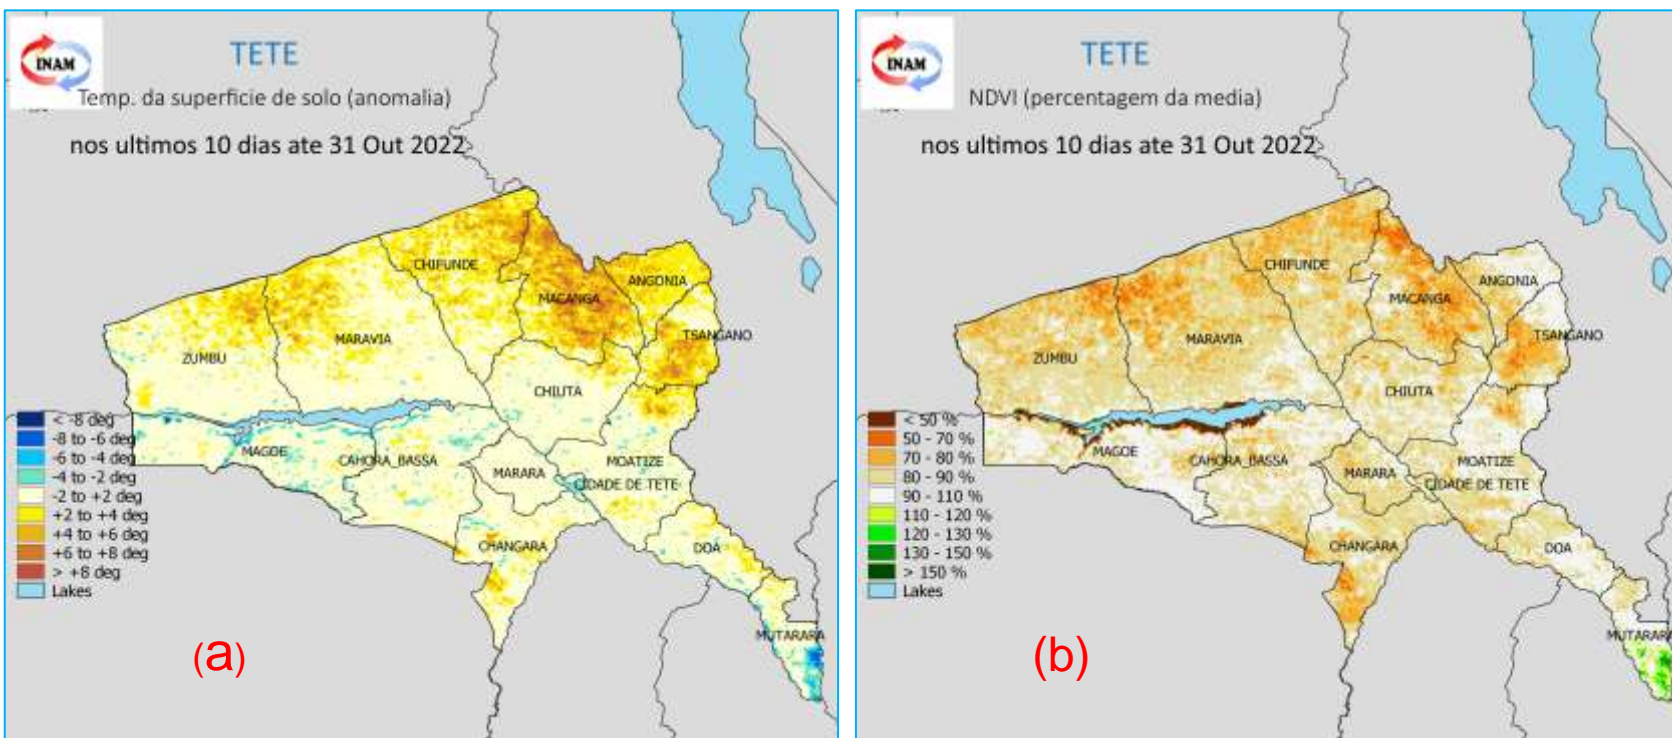 INAM
TETE
Temp. da superficie de solo (anomalia)
nos ultimos 10 dias ate 31 Out 2022
CHIFUNDE
ANGONIA
MACANGA
TSANGANO
MARAVIA
ZUMBU
CHIUTA
MAGOE
CAHORA_BASSA
MARARA
MOATIZE
CIDADE DE TETE
CHANGARA
DOA
MUTARARA
< -8 deg
-8 to -6 deg
-6 to -4 deg
-4 to -2 deg
-2 to +2 deg
+2 to +4 deg
+4 to +6 deg
+6 to +8 deg
> +8 deg
Lakes
(a)
INAM
TETE
NDVI (percentagem da media)
nos ultimos 10 dias ate 31 Out 2022
CHIFUNDE
ANGONIA
MACANGA
TSANGANO
MARAVIA
ZUMBU
CHIUTA
MAGOE
CAHORA_BASSA
MARARA
MOATIZE
CIDADE DE TETE
CHANGARA
DOA
MUTARARA
< 50 %
50 - 70 %
70 - 80 %
80 - 90 %
90 - 110 %
110 - 120 %
120 - 130 %
130 - 150 %
> 150 %
Lakes
(b)